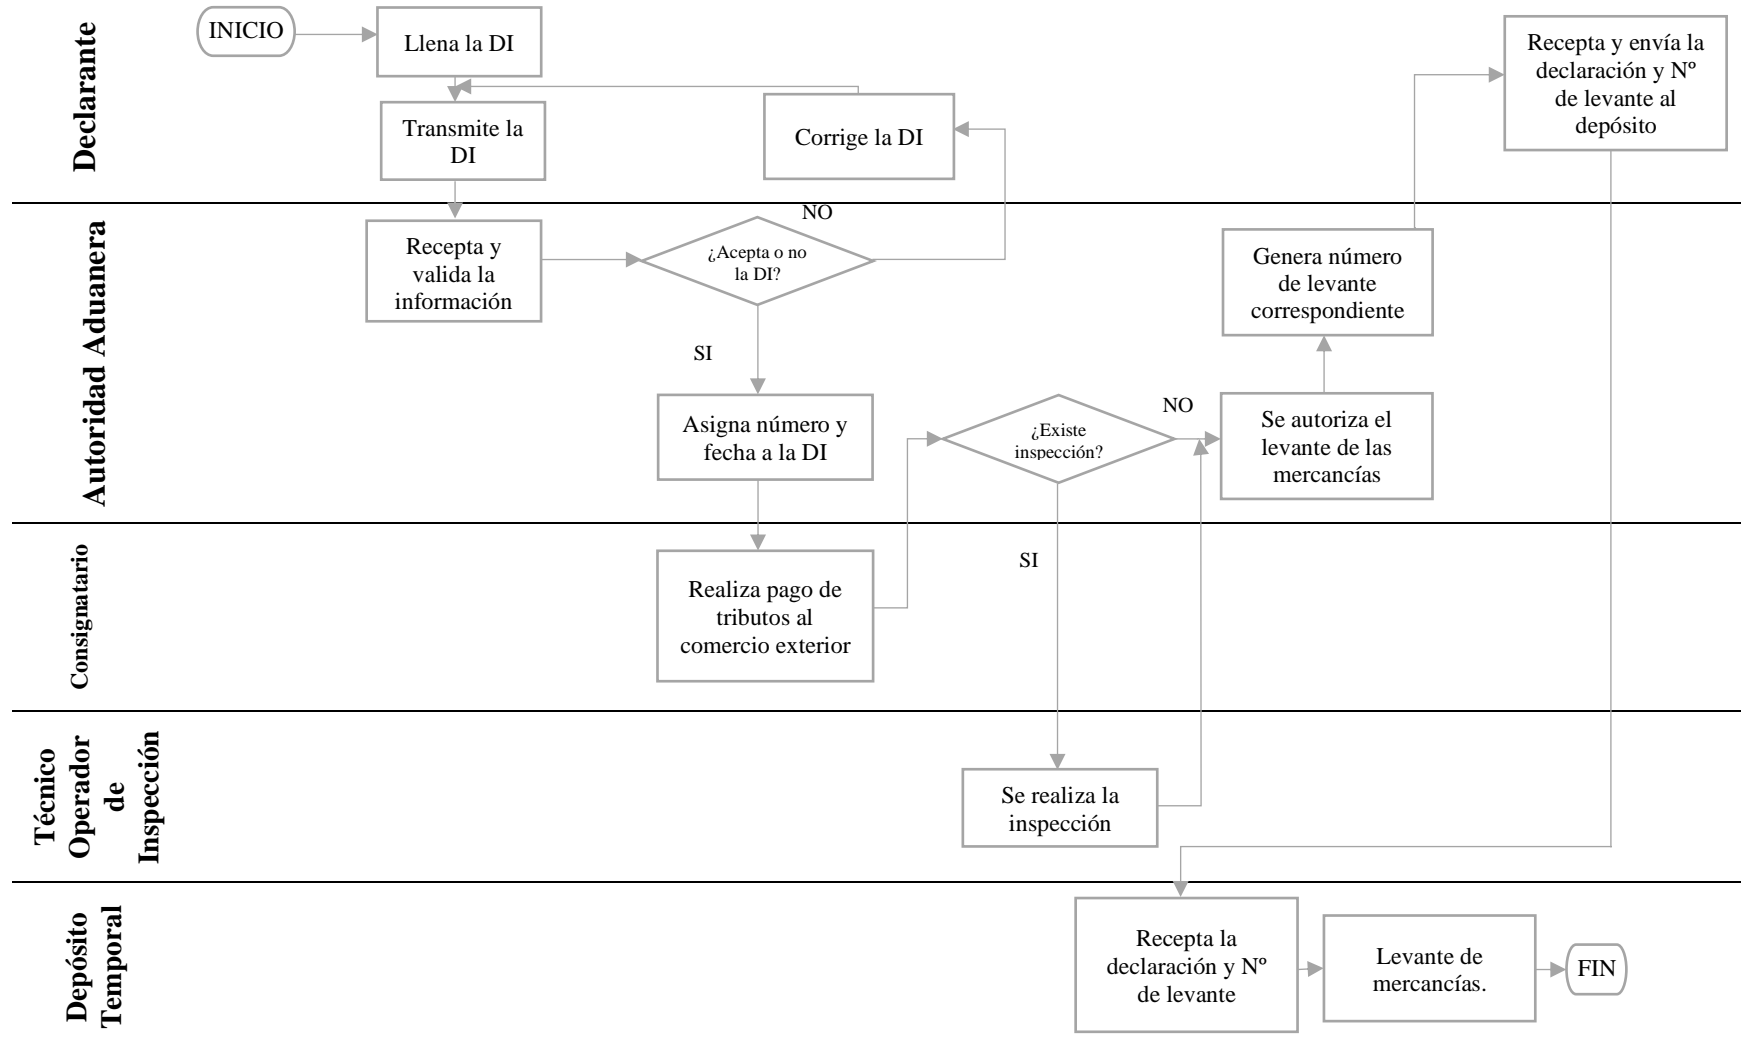 Declarante
INICIO
Llena la DI
Transmite la
DI
Corrige la DI
Recepta y envía la
declaración y Nº
de levante al
depósito
Autoridad Aduanera
Recepta y
valida la
información
¿Acepta o no
la DI?
NO
SI
Asigna número y
fecha a la DI
¿Existe
inspección?
NO
Se autoriza el
levante de las
mercancías
Genera número
de levante
correspondiente
Consignatario
Realiza pago de
tributos al
comercio exterior
SI
Técnico
Operador
de
Inspección
Se realiza la
inspección
Depósito
Temporal
Recepta la
declaración y Nº
de levante
Levante de
mercancías.
FIN